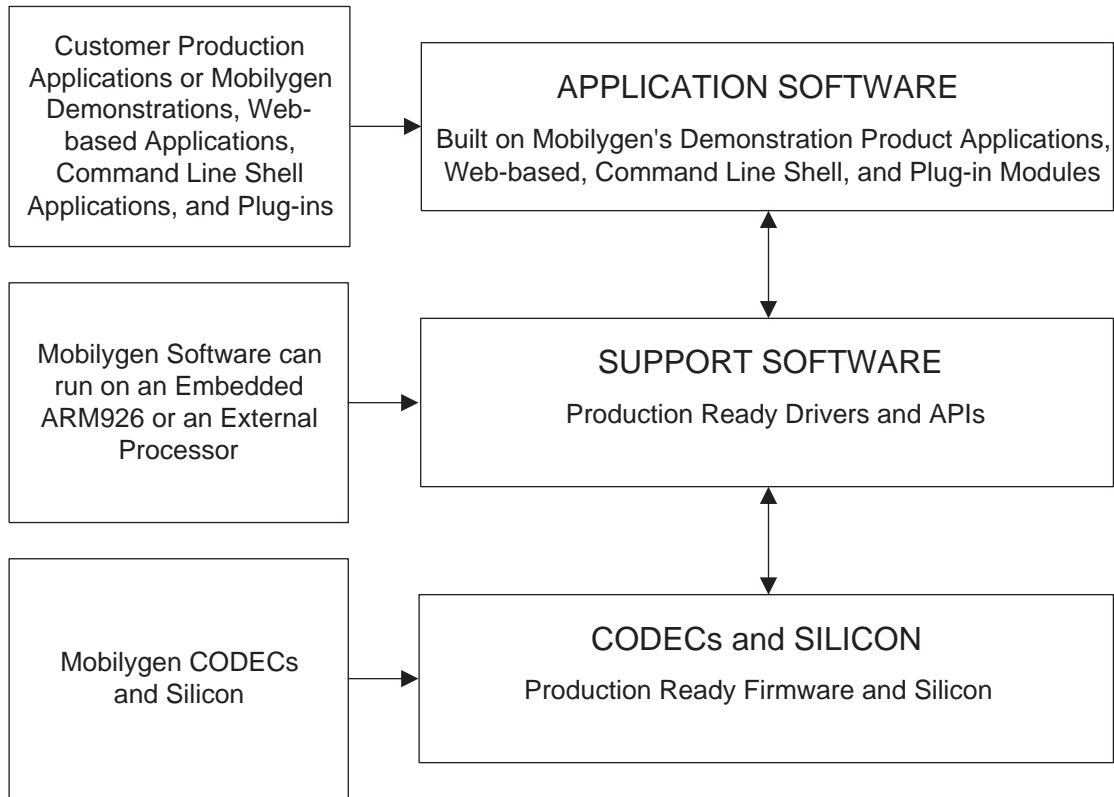 Customer Production
Applications or Mobilygen
Demonstrations, Web-
based Applications,
Command Line Shell
Applications, and Plug-ins
APPLICATION SOFTWARE
Built on Mobilygen's Demonstration Product Applications,
Web-based, Command Line Shell, and Plug-in Modules
Mobilygen Software can
run on an Embedded
ARM926 or an External
Processor
SUPPORT SOFTWARE
Production Ready Drivers and APIs
Mobilygen CODECs
and Silicon
CODECs and SILICON
Production Ready Firmware and Silicon